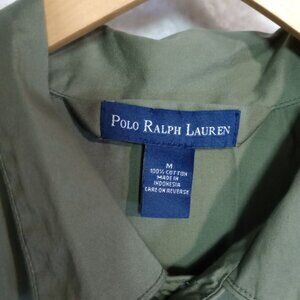 POLO RALPH LAUREN
M
100% COTTON
MADE IN
INDONESIA
CARE ON REVERSE